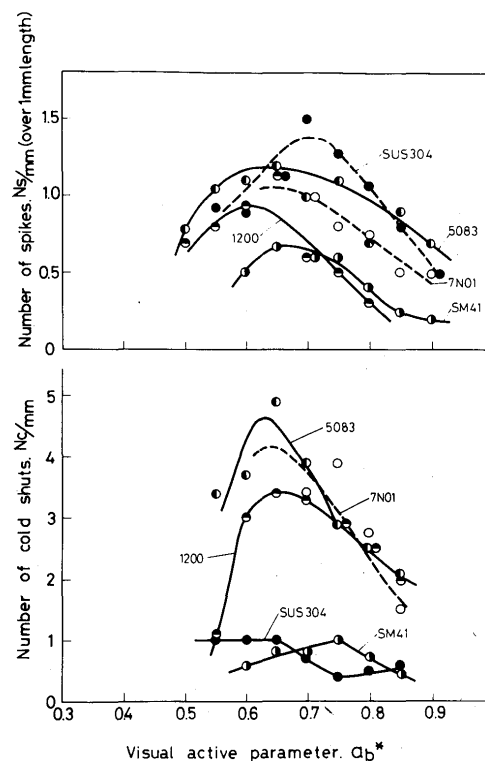 Number of spikes. Ns/mm (over 1mm length)
1.5
1.0
0.5
0
SUS304
1200
5083
7N01
SM41
Number of cold shuts. Nc/mm
5
4
3
2
1
0
5083
7N01
1200
SUS304
SM41
0.3
0.4
0.5
0.6
0.7
0.8
0.9
Visual active parameter. ab*